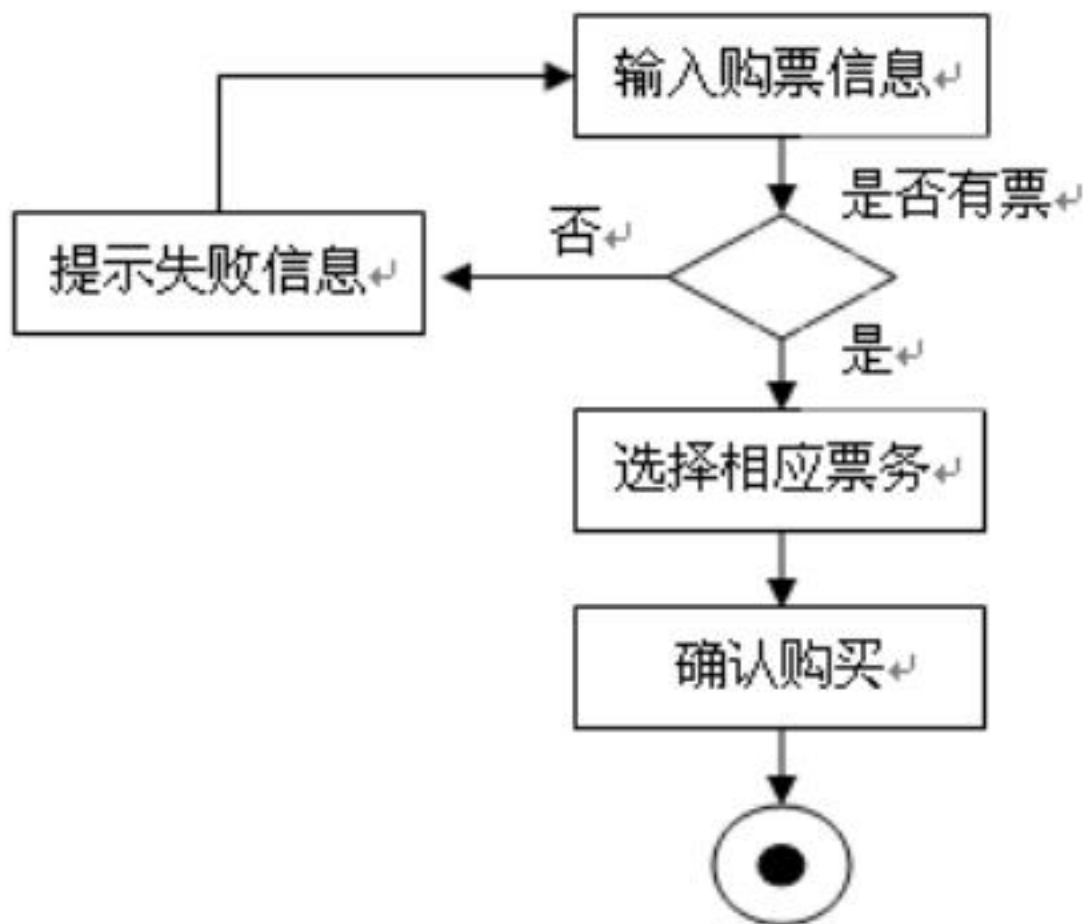 输入购票信息
是否有票
否
提示失败信息
是
选择相应票务
确认购买